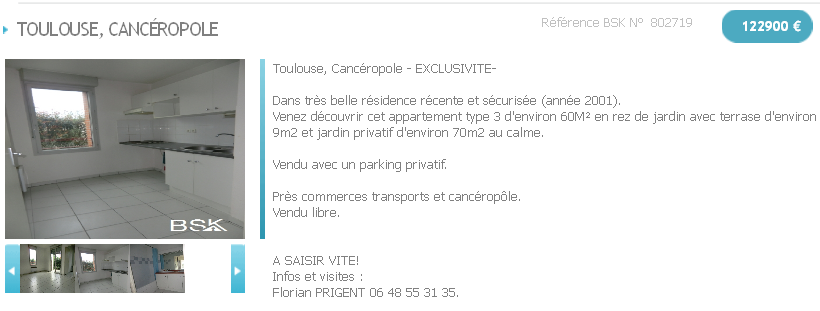 TOULOUSE, CANCÉROPOLE
Référence BSK N° 802719
122900 €
Toulouse, Cancéropole - EXCLUSIVITE-
Dans très belle résidence récente et sécurisée (année 2001).
Venez découvrir cet appartement type 3 d'environ 60M² en rez de jardin avec terrase d'environ
9m2 et jardin privatif d'environ 70m2 au calme.
Vendu avec un parking privatif.
Près commerces transports et cancéropôle.
Vendu libre.
A SAISIR VITE!
Infos et visites :
Florian PRIGENT 06 48 55 31 35.
BSK